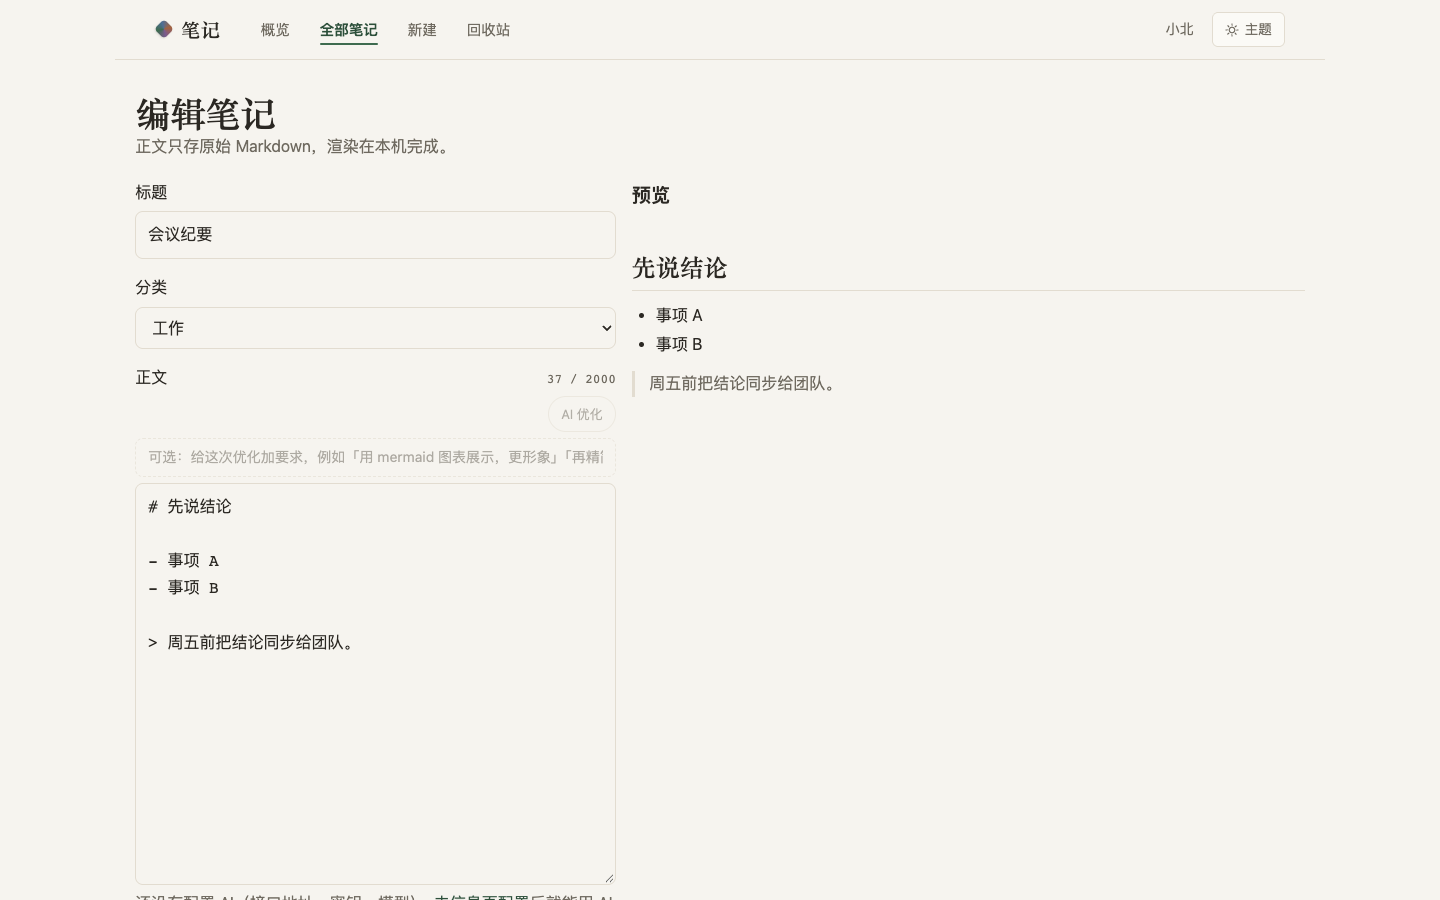 笔记
概览
全部笔记
新建
回收站
小北
主题
编辑笔记
正文只存原始 Markdown，渲染在本机完成。
标题
会议纪要
分类
工作
正文
37 / 2000
AI 优化
可选：给这次优化加要求，例如「用 mermaid 图表展示，更形象」「再精
# 先说结论
- 事项 A
- 事项 B
> 周五前把结论同步给团队。
预览
先说结论
• 事项 A
• 事项 B
周五前把结论同步给团队。